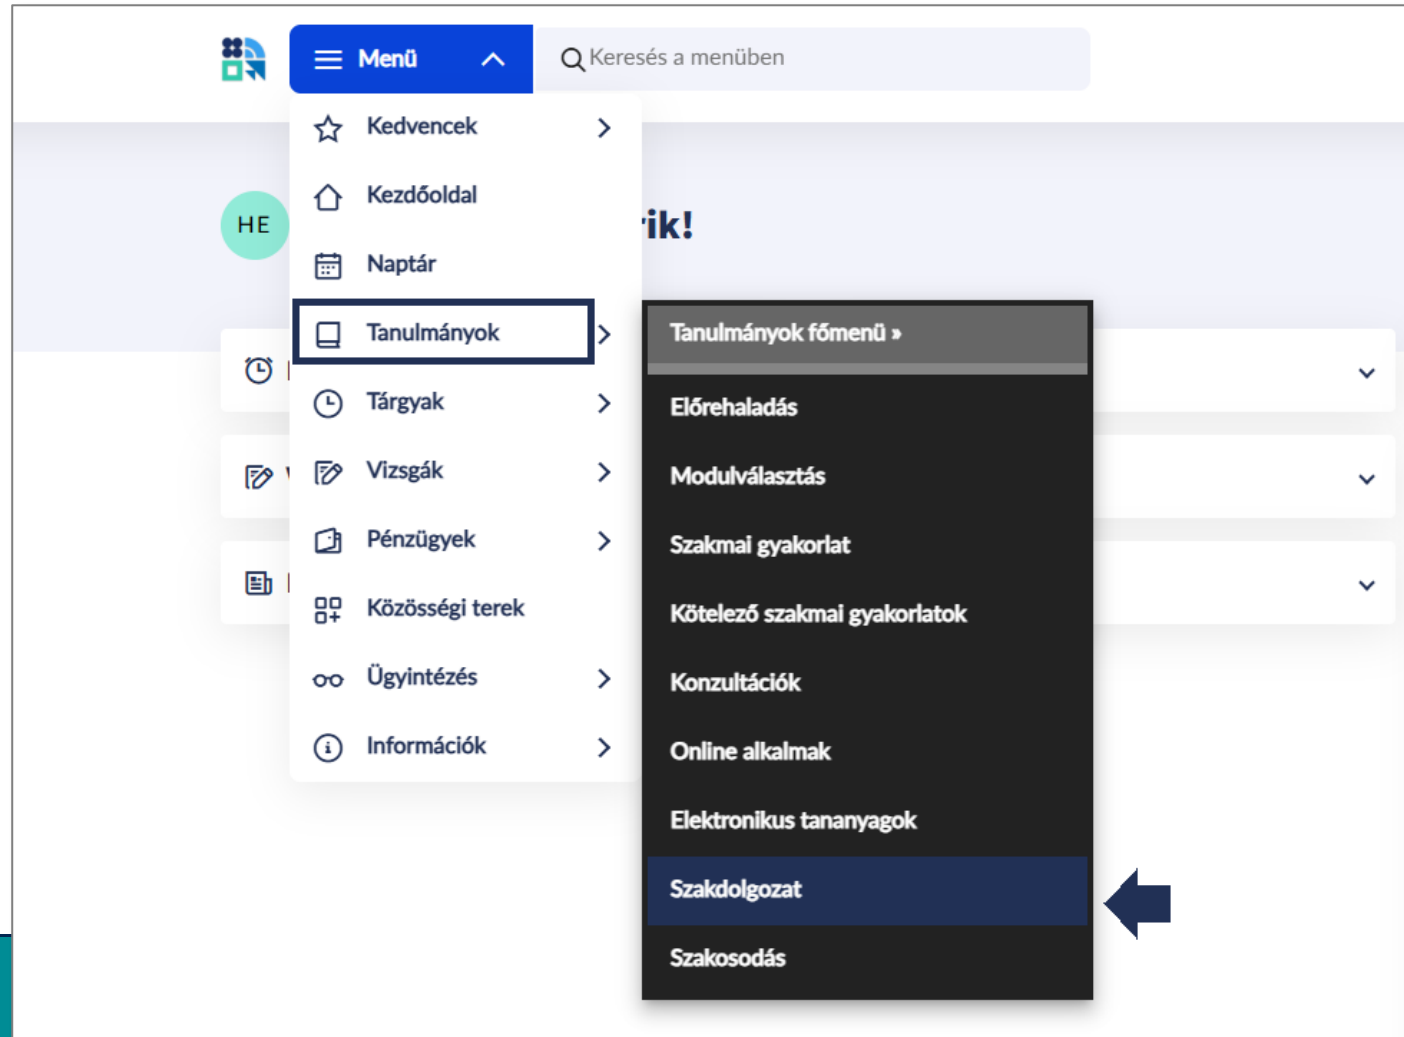 Menü
Keresés a menüben
Kedvencek
Kezdőoldal
HE
Naptár
Tanulmányok
Tárgyak
Vizsgák
Pénzügyek
Közösségi terek
Ügyintézés
Információk
Tanulmányok főmenü »
Előrehaladás
Modulválasztás
Szakmai gyakorlat
Kötelező szakmai gyakorlatok
Konzultációk
Online alkalmak
Elektronikus tananyagok
Szakdolgozat
Szakosodás